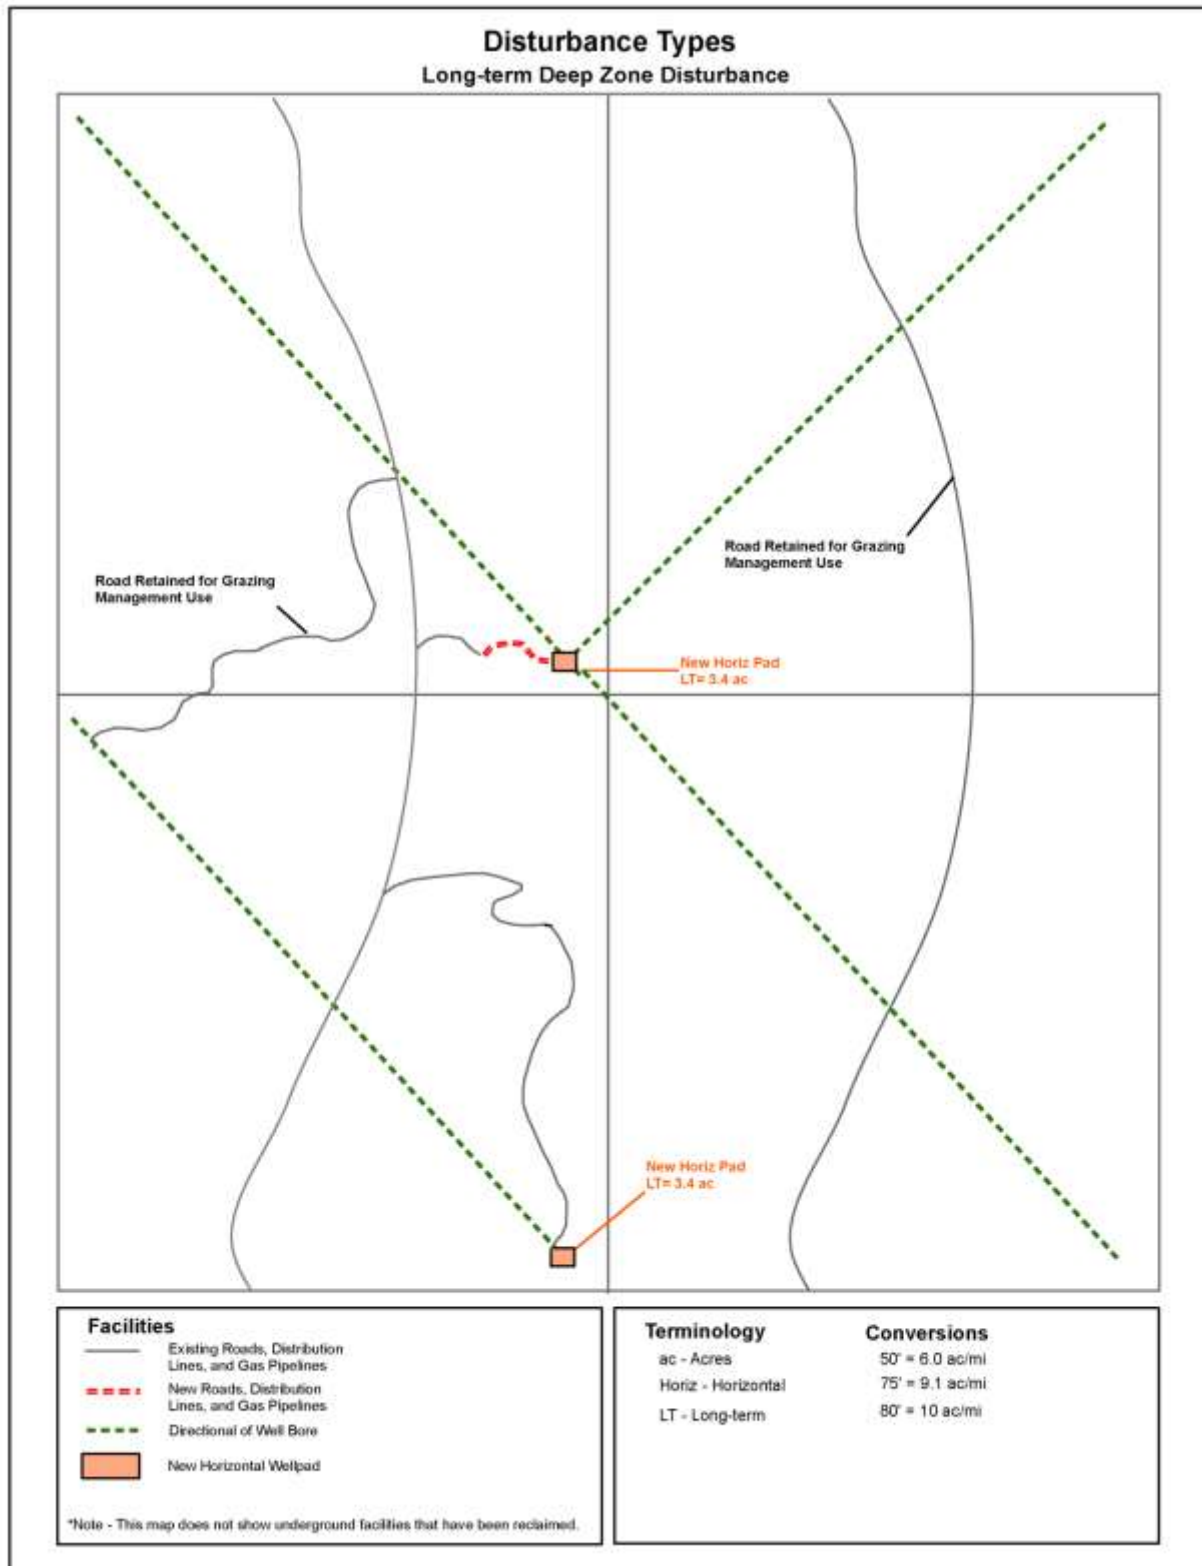 Disturbance Types
Long-term Deep Zone Disturbance
Road Retained for Grazing
Management Use
Road Retained for Grazing
Management Use
New Horiz Pad
LT= 3.4 ac
New Horiz Pad
LT= 3.4 ac
Facilities
Existing Roads, Distribution
Lines, and Gas Pipelines
New Roads, Distribution
Lines, and Gas Pipelines
Directional of Well Bore
New Horizontal Wellpad
*Note - This map does not show underground facilities that have been reclaimed.
Terminology
ac - Acres
Horiz - Horizontal
LT - Long-term
Conversions
50' = 6.0 ac/mi
75' = 9.1 ac/mi
80' = 10 ac/mi